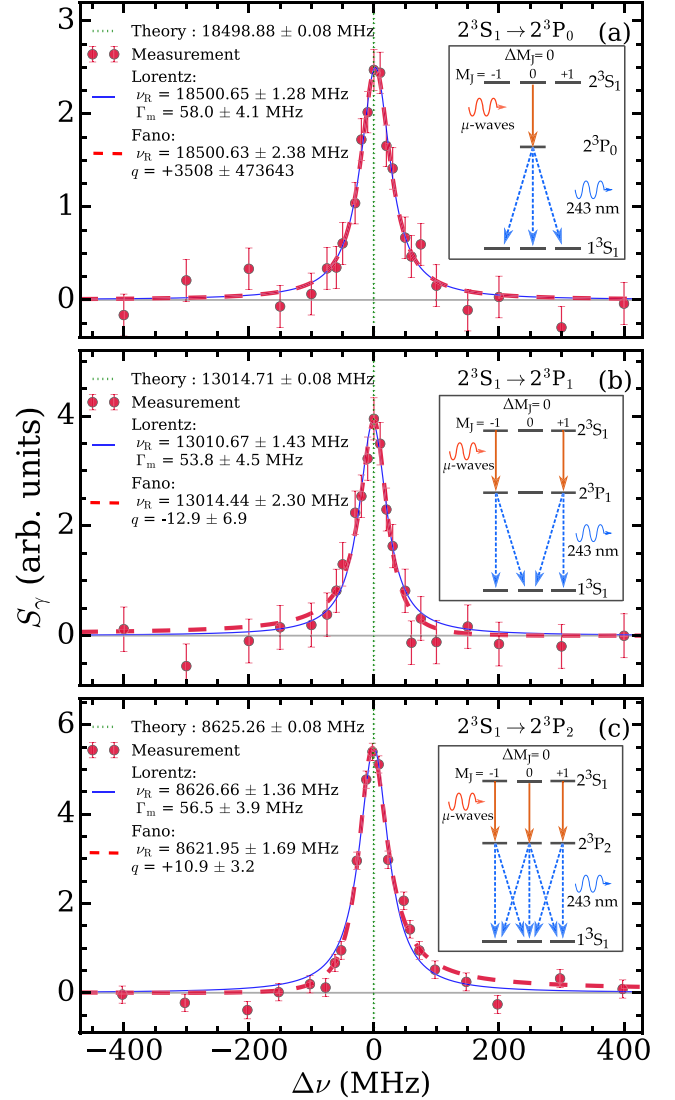 Theory : 18498.88 ± 0.08 MHz
Measurement
Lorentz:
ν_R = 18500.65 ± 1.28 MHz
Γ_m = 58.0 ± 4.1 MHz
Fano:
ν_R = 18500.63 ± 2.38 MHz
q = +3508 ± 473643
2³S₁ → 2³P₀ (a)
ΔM_J = 0
M_J = -1 0 +1 2³S₁
μ-waves
2³P₀
243 nm
1³S₁
3
2
1
0
Theory : 13014.71 ± 0.08 MHz
Measurement
Lorentz:
ν_R = 13010.67 ± 1.43 MHz
Γ_m = 53.8 ± 4.5 MHz
Fano:
ν_R = 13014.44 ± 2.30 MHz
q = -12.9 ± 6.9
2³S₁ → 2³P₁ (b)
ΔM_J = 0
M_J = -1 0 +1 2³S₁
μ-waves
2³P₁
243 nm
1³S₁
4
2
0
S_γ (arb. units)
Theory : 8625.26 ± 0.08 MHz
Measurement
Lorentz:
ν_R = 8626.66 ± 1.36 MHz
Γ_m = 56.5 ± 3.9 MHz
Fano:
ν_R = 8621.95 ± 1.69 MHz
q = +10.9 ± 3.2
2³S₁ → 2³P₂ (c)
ΔM_J = 0
M_J = -1 0 +1 2³S₁
μ-waves
2³P₂
243 nm
1³S₁
6
4
2
0
−400 −200 0 200 400
Δν (MHz)